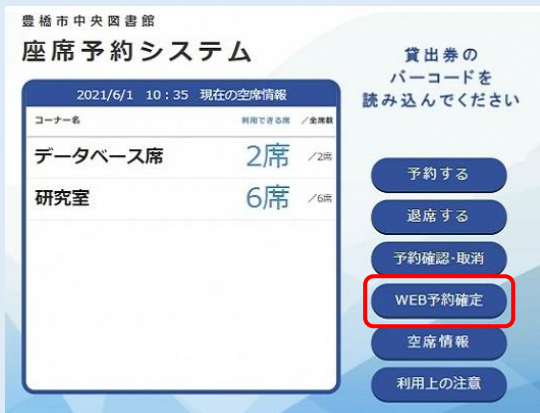 豊橋市中央図書館
座席予約システム
2021/6/1 10：35 現在の空席情報
コーナー名 利用できる席 ／全席数
データベース席 2席 ／2席
研究室 6席 ／6席
貸出券の
バーコードを
読み込んでください
予約する
退席する
予約確認・取消
WEB予約確定
空席情報
利用上の注意